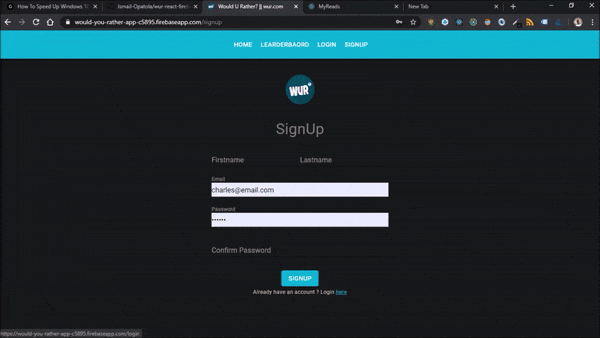 How To Speed Up Windows 10
Ismail-Opatola/wur-react-fire
Would U Rather? || wur.com
MyReads
New Tab
would-you-rather-app-c5895.firebaseapp.com/signup
HOME LEARDERBAORD LOGIN SIGNUP
WUR
SignUp
Firstname Lastname
Email
charles@email.com
Password
••••••
Confirm Password
SIGNUP
Already have an account ? Login here
https://would-you-rather-app-c5895.firebaseapp.com/login